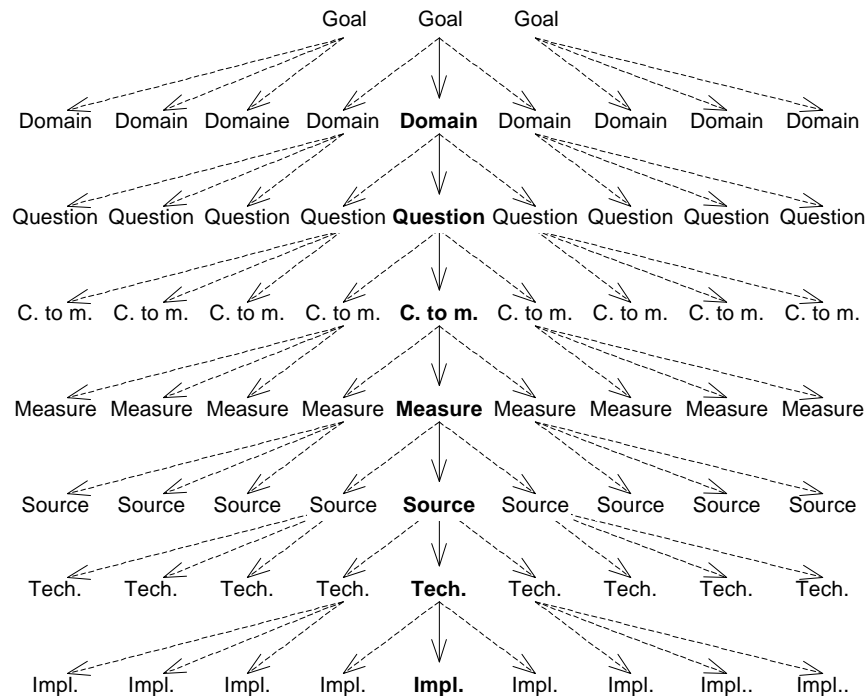 Goal Goal Goal
Domain Domain Domaine Domain Domain Domain Domain Domain Domain
Question Question Question Question Question Question Question Question Question
C. to m. C. to m. C. to m. C. to m. C. to m. C. to m. C. to m. C. to m. C. to m.
Measure Measure Measure Measure Measure Measure Measure Measure Measure
Source Source Source Source Source Source Source Source Source
Tech. Tech. Tech. Tech. Tech. Tech. Tech. Tech. Tech.
Impl. Impl. Impl. Impl. Impl. Impl. Impl. Impl.. Impl..